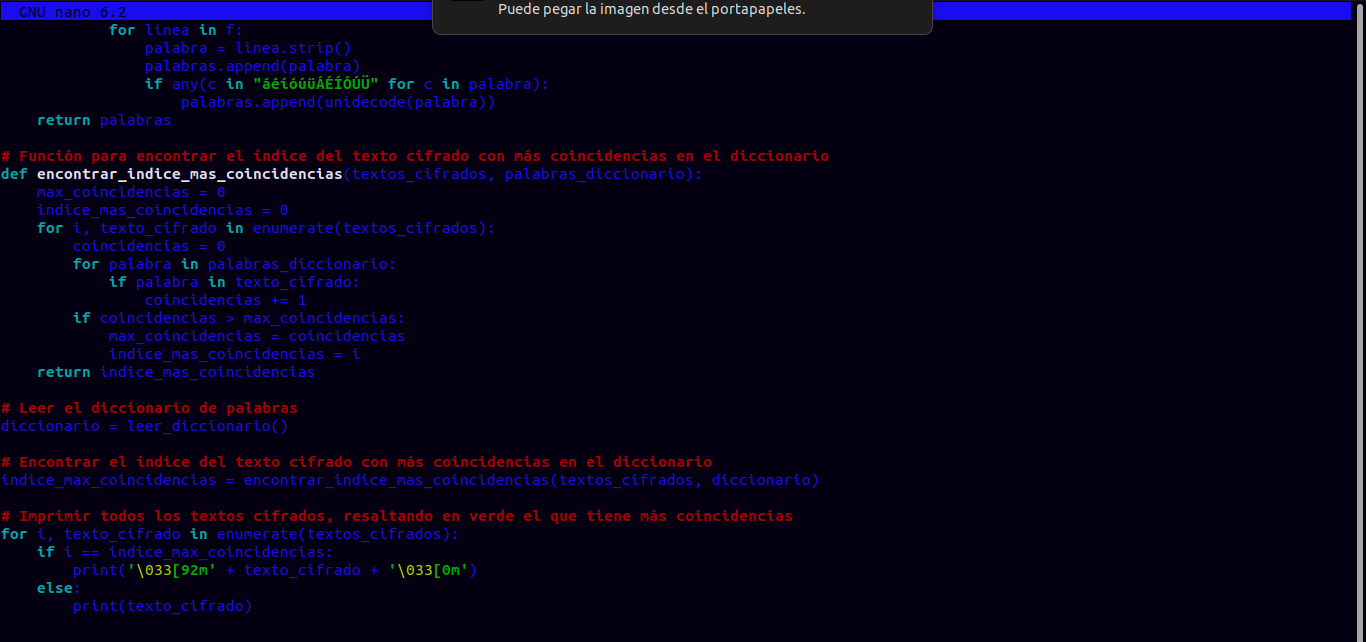 GNU nano 6.2
Puede pegar la imagen desde el portapapeles.
for linea in f:
palabra = linea.strip()
palabras.append(palabra)
if any(c in "áéíóúüÁÉÍÓÚÜ" for c in palabra):
palabras.append(unidecode(palabra))
return palabras
# Función para encontrar el índice del texto cifrado con más coincidencias en el diccionario
def encontrar_indice_mas_coincidencias(textos_cifrados, palabras_diccionario):
max_coincidencias = 0
indice_mas_coincidencias = 0
for i, texto_cifrado in enumerate(textos_cifrados):
coincidencias = 0
for palabra in palabras_diccionario:
if palabra in texto_cifrado:
coincidencias += 1
if coincidencias > max_coincidencias:
max_coincidencias = coincidencias
indice_mas_coincidencias = i
return indice_mas_coincidencias
# Leer el diccionario de palabras
diccionario = leer_diccionario()
# Encontrar el índice del texto cifrado con más coincidencias en el diccionario
indice_max_coincidencias = encontrar_indice_mas_coincidencias(textos_cifrados, diccionario)
# Imprimir todos los textos cifrados, resaltando en verde el que tiene más coincidencias
for i, texto_cifrado in enumerate(textos_cifrados):
if i == indice_max_coincidencias:
print('\033[92m' + texto_cifrado + '\033[0m')
else:
print(texto_cifrado)